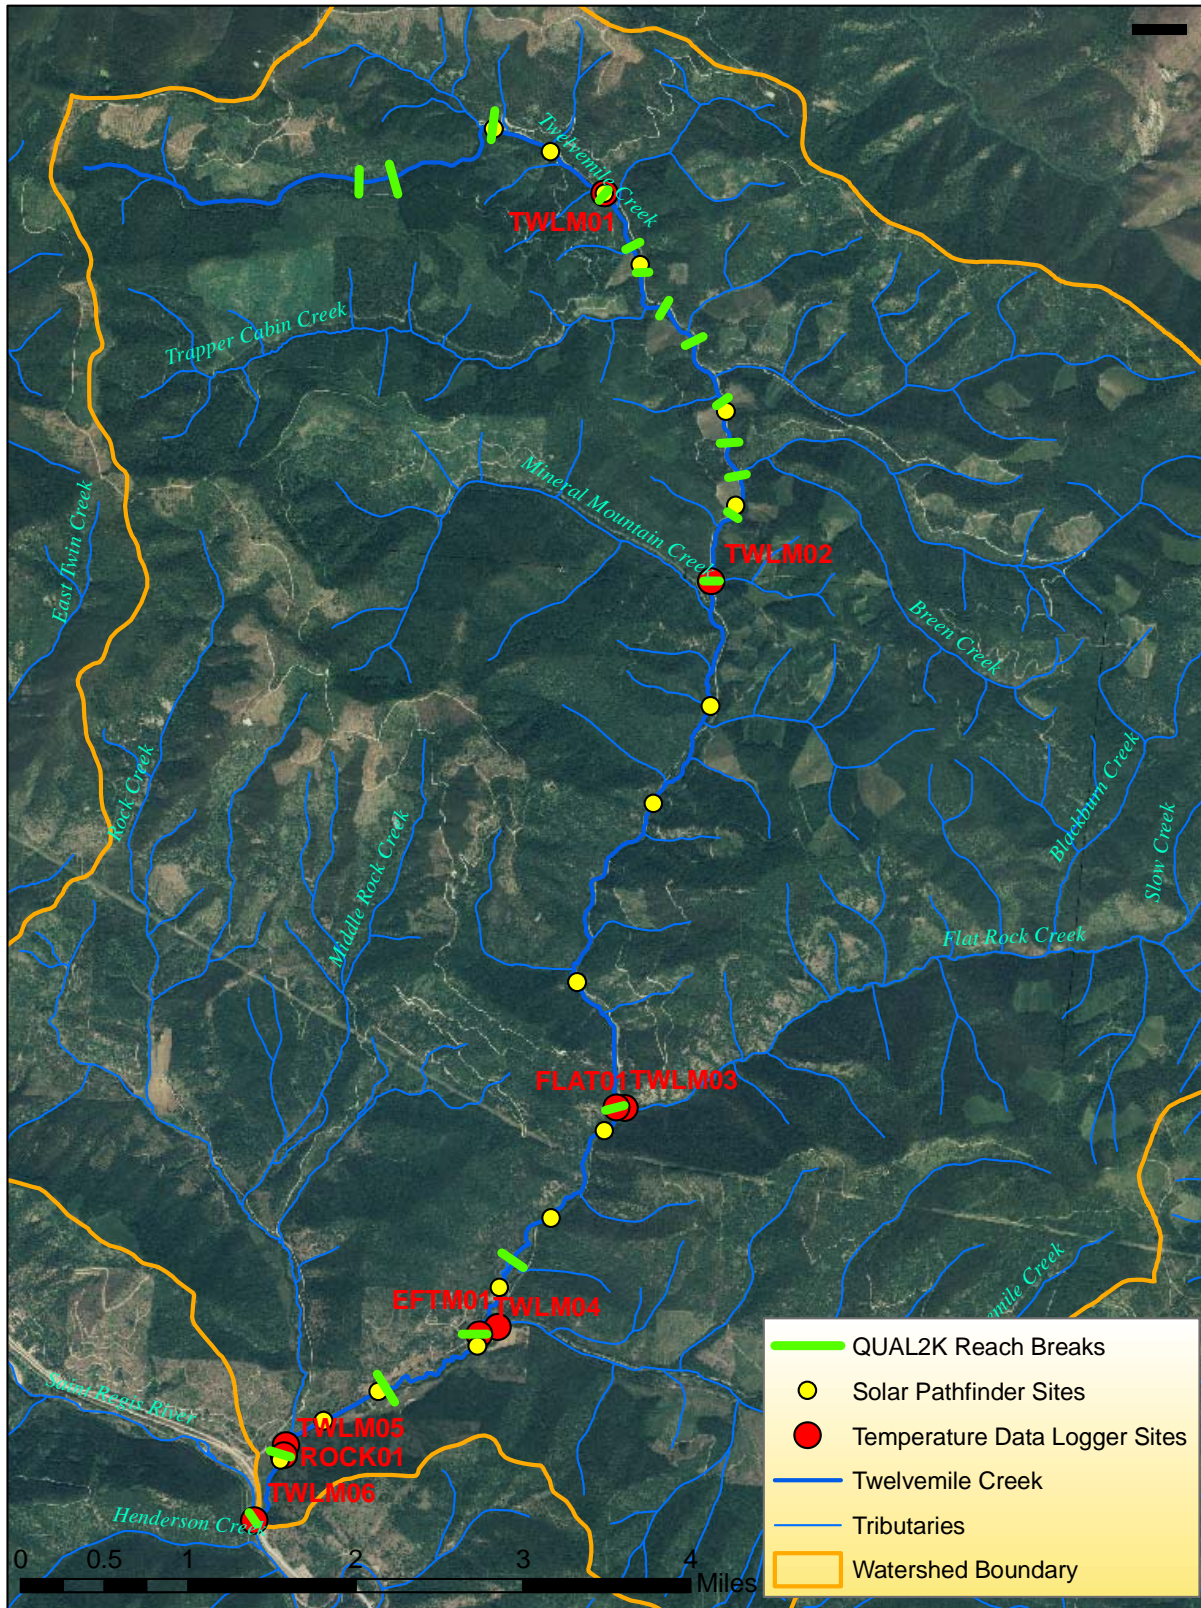 Twelvemile Creek
TWLM01
Trapper Cabin Creek
Mineral Mountain Creek
TWLM02
East Twin Creek
Breen Creek
Rock Creek
Middle Rock Creek
Blackburn Creek
Slow Creek
Flat Rock Creek
FLAT01 TWLM03
emile Creek
EFTM01 TWLM04
Saint Regis River
TWLM05
ROCK01
TWLM06
Henderson Creek
0 0.5 1 2 3 4
Miles
QUAL2K Reach Breaks
Solar Pathfinder Sites
Temperature Data Logger Sites
Twelvemile Creek
Tributaries
Watershed Boundary